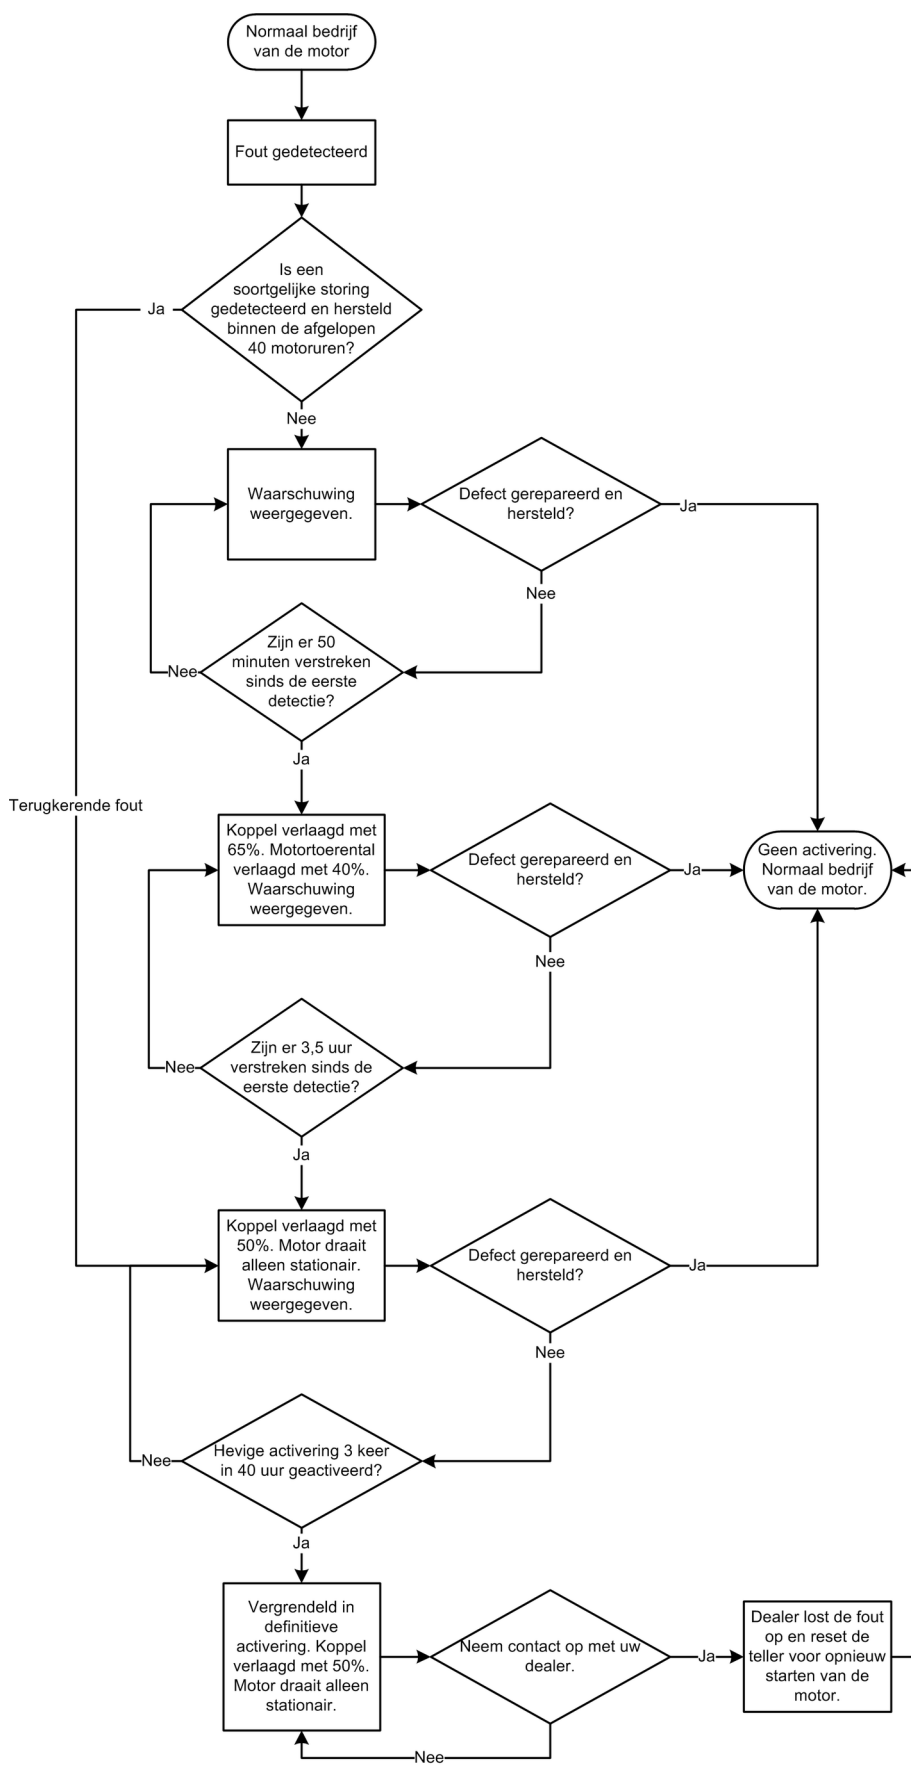 Normaal bedrijf
van de motor
Fout gedetecteerd
Is een
soortgelijke storing
gedetecteerd en hersteld
binnen de afgelopen
40 motoruren?
Ja
Nee
Waarschuwing
weergegeven.
Defect gerepareerd en
hersteld?
Ja
Nee
Zijn er 50
minuten verstreken
sinds de eerste
detectie?
Nee
Ja
Terugkerende fout
Koppel verlaagd met
65%. Motortoerental
verlaagd met 40%.
Waarschuwing
weergegeven.
Defect gerepareerd en
hersteld?
Ja
Geen activering.
Normaal bedrijf
van de motor.
Nee
Zijn er 3,5 uur
verstreken sinds de
eerste detectie?
Nee
Ja
Koppel verlaagd met
50%. Motor draait
alleen stationair.
Waarschuwing
weergegeven.
Defect gerepareerd en
hersteld?
Ja
Nee
Hevige activering 3 keer
in 40 uur geactiveerd?
Nee
Ja
Vergrendeld in
definitieve
activering. Koppel
verlaagd met 50%.
Motor draait alleen
stationair.
Neem contact op met uw
dealer.
Ja
Dealer lost de fout
op en reset de
teller voor opnieuw
starten van de
motor.
Nee